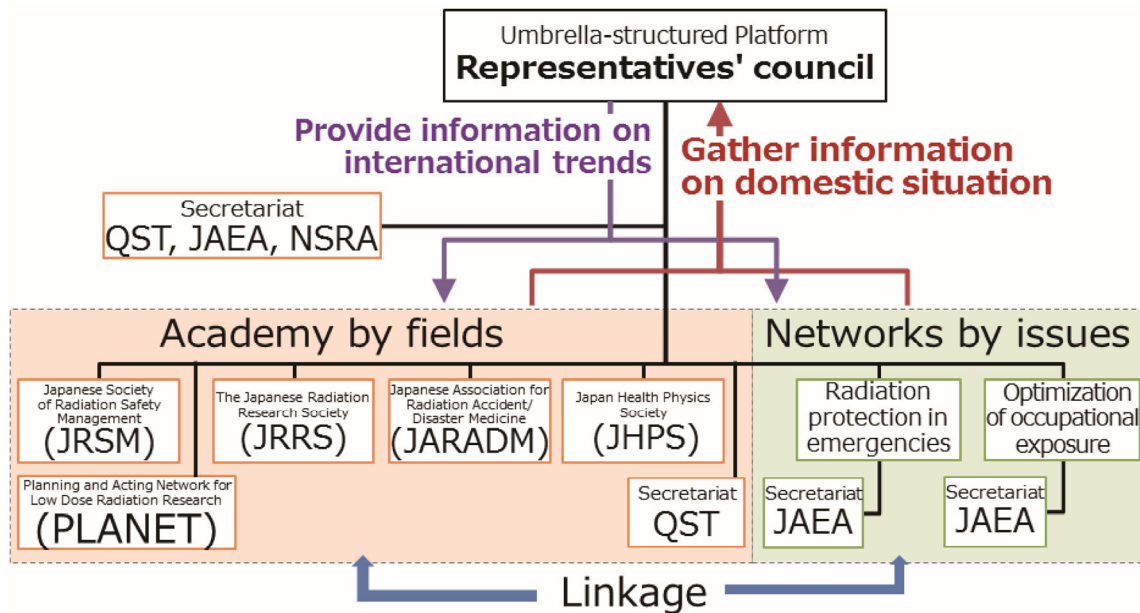 Umbrella-structured Platform
Representatives' council
Provide information on
international trends
Gather information
on domestic situation
Secretariat
QST, JAEA, NSRA
Academy by fields
Networks by issues
Japanese Society
of Radiation Safety
Management
(JRSM)
The Japanese Radiation
Research Society
(JRRS)
Japanese Association for
Radiation Accident/
Disaster Medicine
(JARADM)
Japan Health Physics
Society
(JHPS)
Radiation
protection in
emergencies
Optimization
of occupational
exposure
Planning and Acting Network for
Low Dose Radiation Research
(PLANET)
Secretariat
QST
Secretariat
JAEA
Secretariat
JAEA
Linkage